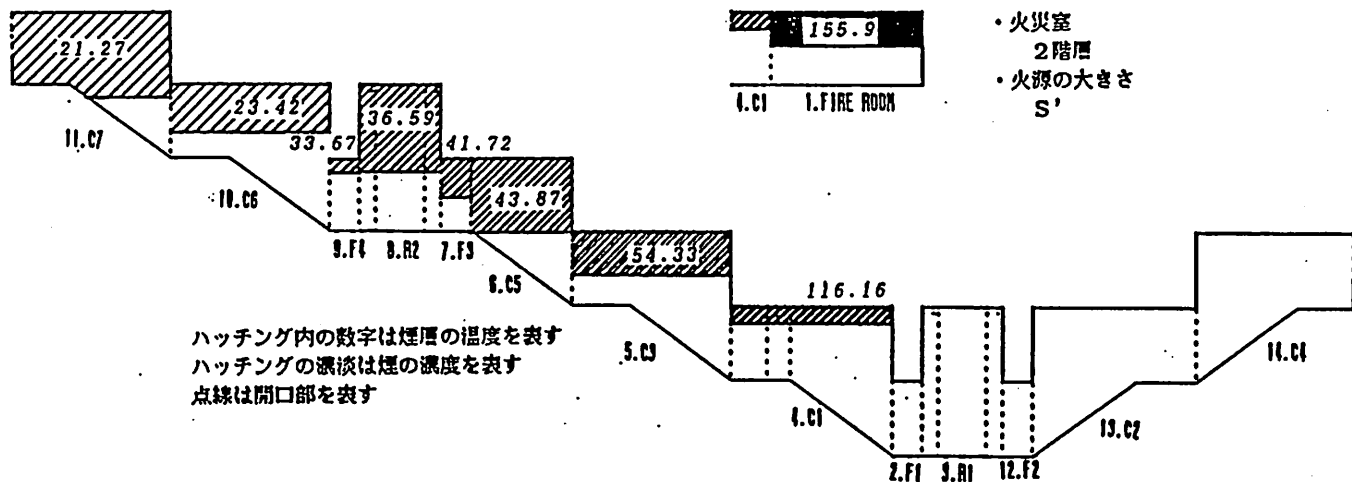 21.27
23.42
33.67
36.59
41.72
43.87
54.33
116.16
155.9
4.C1
1.FIRE ROOM
・火災室
2階層
・火源の大きさ
S'
11.C7
10.C6
9.F4
8.R2
7.F3
6.C5
5.C3
4.C1
2.F1
3.R1
12.F2
13.C2
14.C4
ハッチング内の数字は煙層の温度を表す
ハッチングの濃淡は煙の濃度を表す
点線は開口部を表す